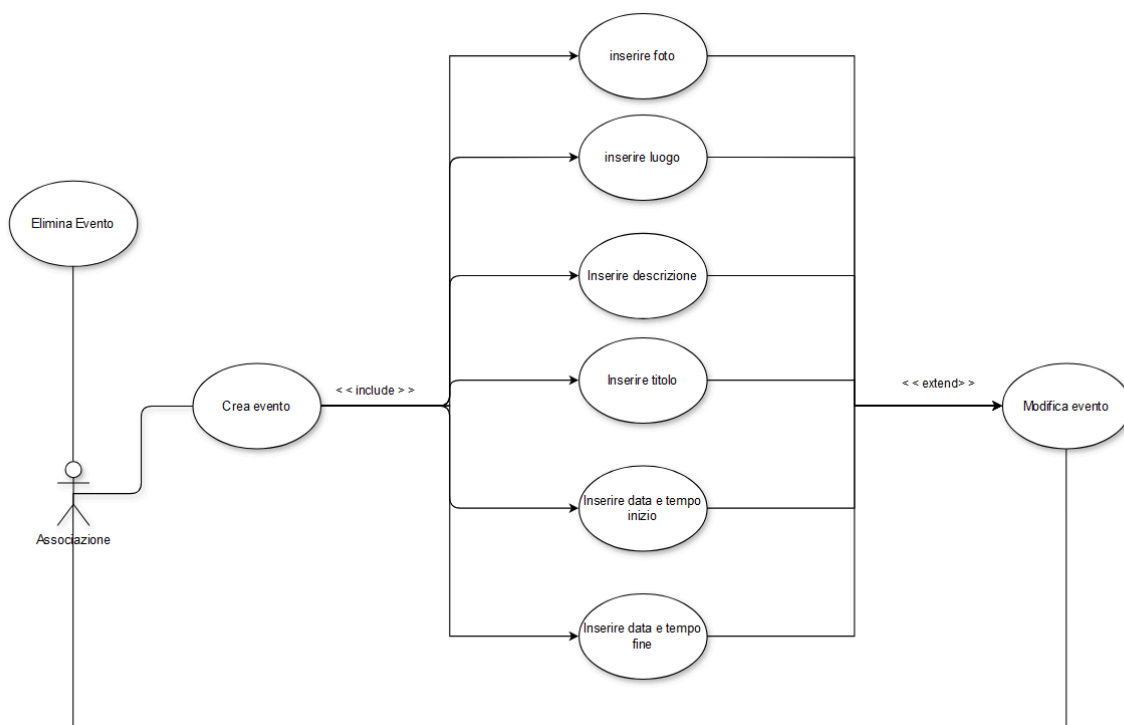 inserire foto
inserire luogo
Elimina Evento
Inserire descrizione
Inserire titolo
< < include > >
< < extend> >
Crea evento
Modifica evento
Inserire data e tempo
inizio
Associazione
Inserire data e tempo
fine